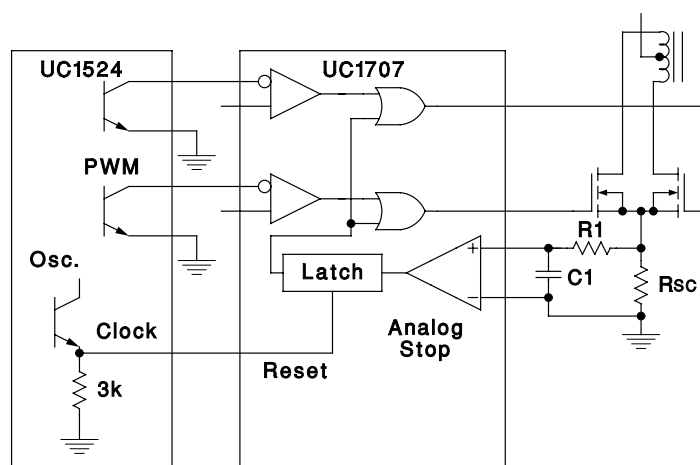 UC1524
UC1707
PWM
R1
Osc.
Latch
+
C1
Rsc
−
Clock
Analog
Stop
Reset
3k